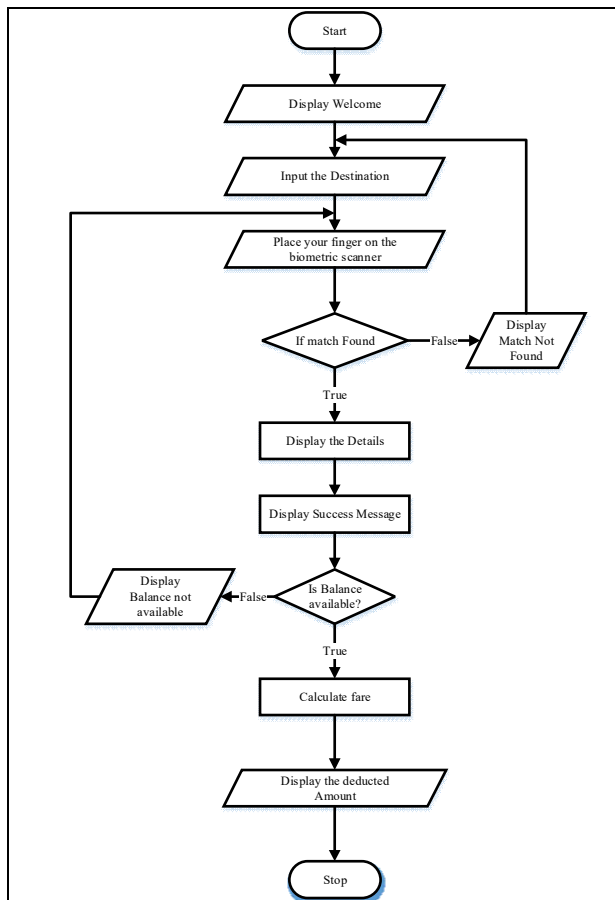 Start
Display Welcome
Input the Destination
Place your finger on the
biometric scanner
If match Found
False
Display
Match Not
Found
True
Display the Details
Display Success Message
Is Balance
available?
False
Display
Balance not
available
True
Calculate fare
Display the deducted
Amount
Stop